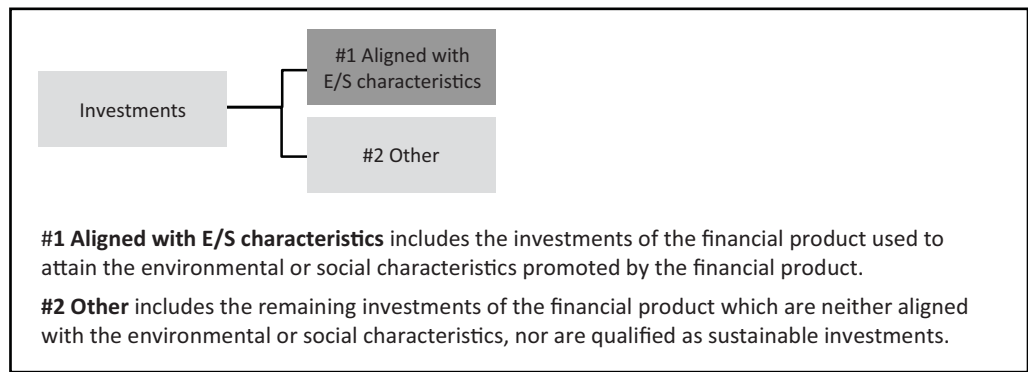 #1 Aligned with
E/S characteristics
Investments
#2 Other
#1 Aligned with E/S characteristics includes the investments of the financial product used to
attain the environmental or social characteristics promoted by the financial product.
#2 Other includes the remaining investments of the financial product which are neither aligned
with the environmental or social characteristics, nor are qualified as sustainable investments.